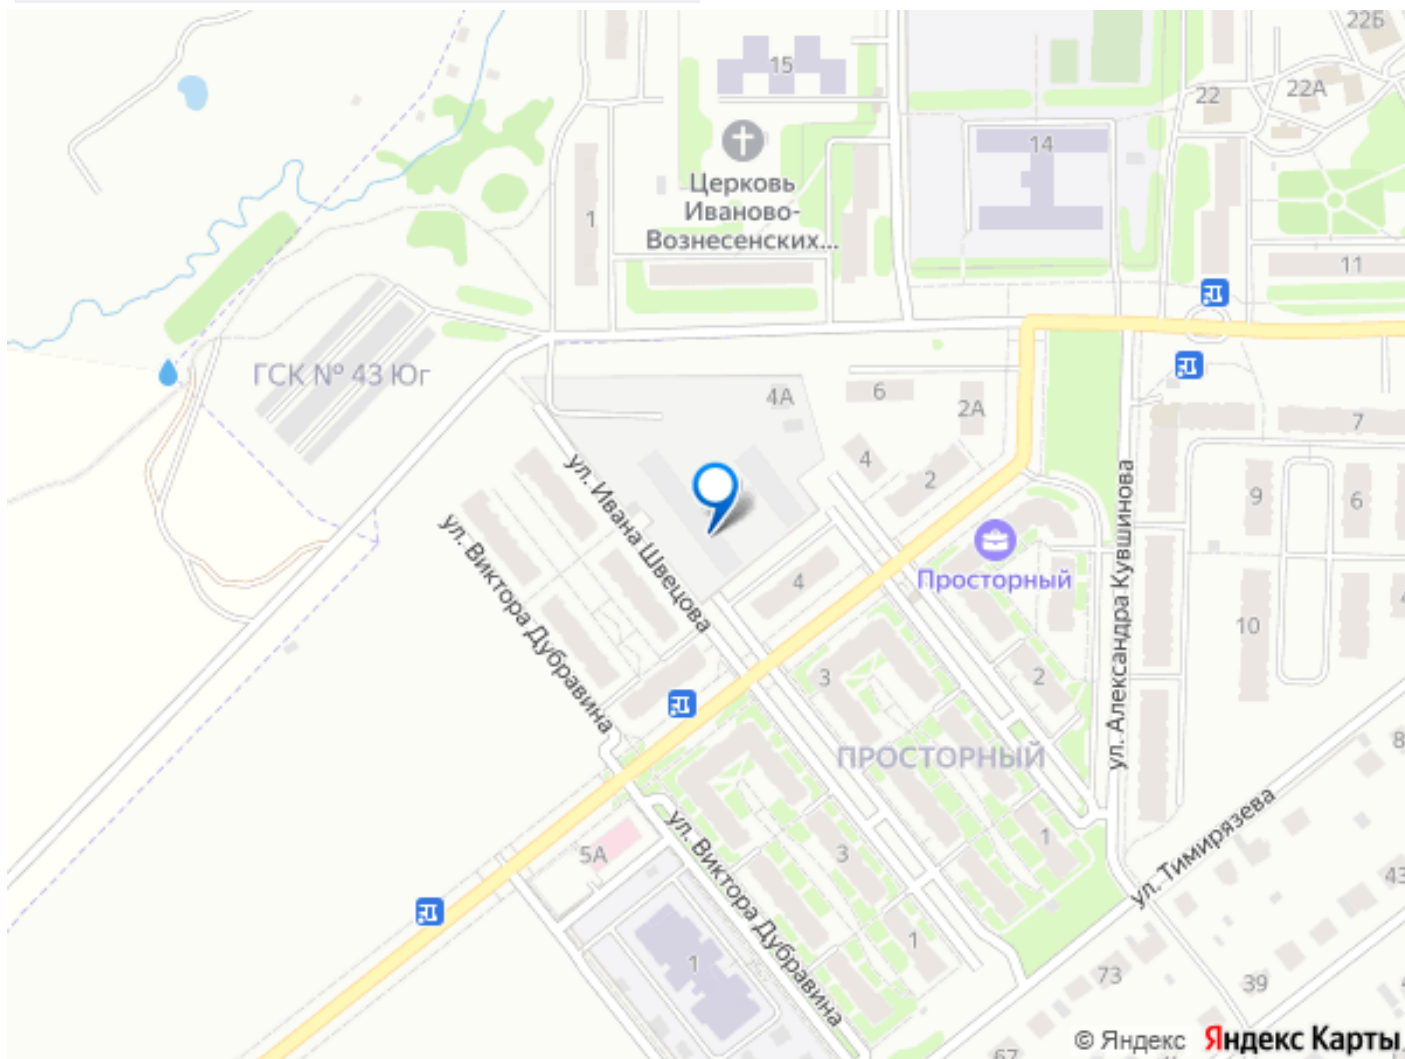 22Б
15
22
22А
14
Церковь
Иваново-
Вознесенских...
1
11
ГСК № 43 Юг
4А
6
2А
7
4
2
9
6
ул. Ивана Швецова
ул. Виктора Дубравина
Просторный
4
ул. Александра Кувшинова
10
3
2
ПРОСТОРНЫЙ
ул. Тимирязева
5А
3
1
ул. Виктора Дубравина
43
1
1
73
39
67
© Яндекс Яндекс Карты